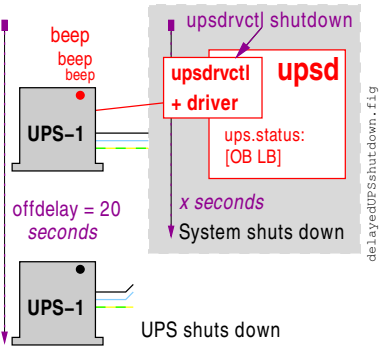 upsdrvctl shutdown
beep
beep
beep
upsdrvctl
+ driver
upsd
UPS-1
ups.status:
[OB LB]
offdelay = 20
seconds
x seconds
System shuts down
UPS-1
UPS shuts down
delayedUPSshutdown.fig